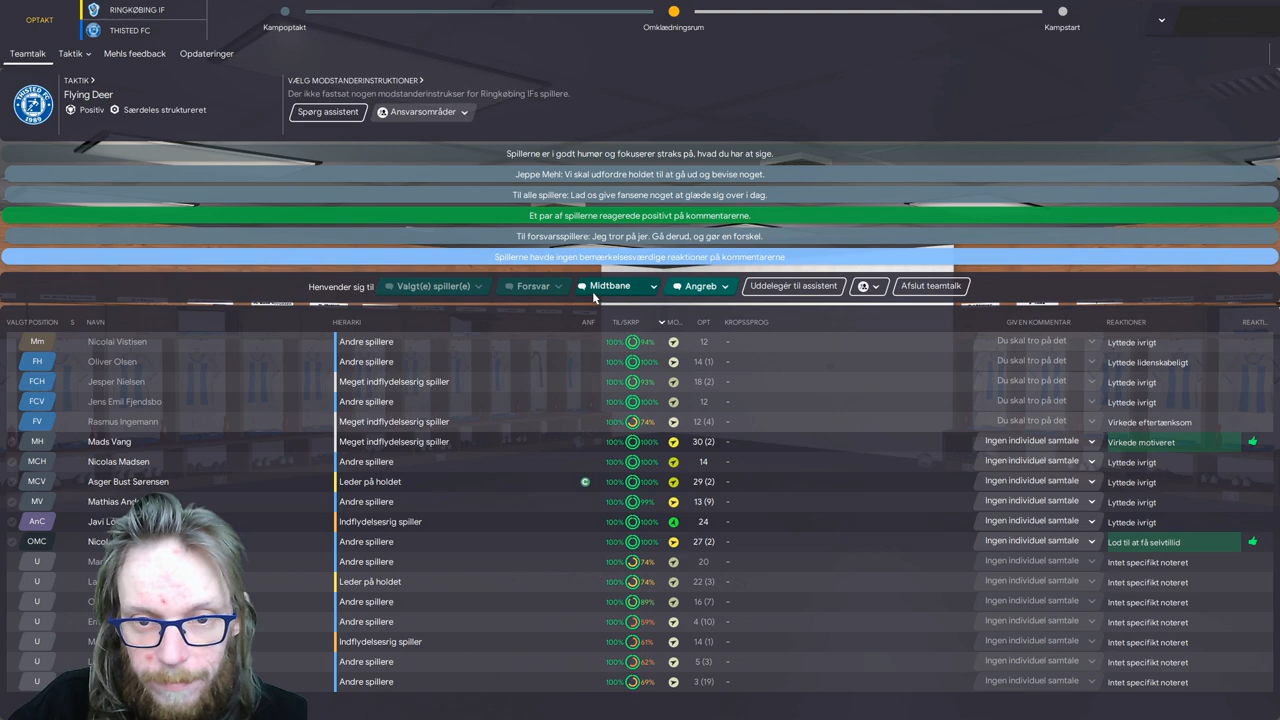 OPTAKT
RINGKØBING IF
THISTED FC
Kampoptakt
Omklædningsrum
Kampstart
Teamtalk Taktik Mehls feedback Opdateringer
THISTED FC
1989
TAKTIK
Flying Deer
Positiv Særdeles struktureret
VÆLG MODSTANDERINSTRUKTIONER
Der ikke fastsat nogen modstanderinstrukser for Ringkøbing IFs spillere.
Spørg assistent Ansvarsområder
Spillerne er i godt humør og fokuserer straks på, hvad du har at sige.
Jeppe Mehl: Vi skal udfordre holdet til at gå ud og bevise noget.
Til alle spillere: Lad os give fansene noget at glæde sig over i dag.
Et par af spillerne reagerede positivt på kommentarerne.
Til forsvarsspillere: Jeg tror på jer. Gå derud, og gør en forskel.
Spillerne havde ingen bemærkelsesværdige reaktioner på kommentarerne
Henvender sig til Valgt(e) spiller(e) Forsvar Midtbane Angreb Uddelegér til assistent Afslut teamtalk
VALGT POSITION S NAVN HIERARKI ANF TIL/SKRP MO... OPT KROPSSPROG GIVEN KOMMENTAR REAKTIONER REAKTI...
Mm Nicolai Vistisen Andre spillere 100% 94% 12 - Du skal tro på det Lyttede ivrigt
FH Oliver Olsen Andre spillere 100% 100% 14 (1) - Du skal tro på det Lyttede lidenskabeligt
FCH Jesper Nielsen Meget indflydelsesrig spiller 100% 93% 18 (2) - Du skal tro på det Lyttede ivrigt
FCV Jens Emil Fjendsbo Andre spillere 100% 100% 12 - Du skal tro på det Lyttede ivrigt
FV Rasmus Ingemann Meget indflydelsesrig spiller 100% 74% 12 (4) - Du skal tro på det Virkede eftertænksom
MH Mads Vang Meget indflydelsesrig spiller 100% 100% 30 (2) - Ingen individuel samtale Virkede motiveret
MCH Nicolas Madsen Andre spillere 100% 100% 14 - Ingen individuel samtale Lyttede ivrigt
MCV Asger Bust Sørensen Leder på holdet C 100% 100% 29 (2) - Ingen individuel samtale Lyttede ivrigt
MV Mathias And Andre spillere 100% 99% 13 (9) - Ingen individuel samtale Lyttede ivrigt
AnC Javi Ló Indflydelsesrig spiller 100% 100% 24 - Ingen individuel samtale Lyttede ivrigt
OMC Nicol Andre spillere 100% 100% 27 (2) - Ingen individuel samtale Lod til at få selvtillid
U Mar Andre spillere 100% 74% 20 - Ingen individuel samtale Intet specifikt noteret
U La Leder på holdet 100% 74% 22 (3) - Ingen individuel samtale Intet specifikt noteret
U O Andre spillere 100% 89% 16 (7) - Ingen individuel samtale Intet specifikt noteret
U En Andre spillere 100% 59% 4 (10) - Ingen individuel samtale Intet specifikt noteret
U M Indflydelsesrig spiller 100% 61% 14 (1) - Ingen individuel samtale Intet specifikt noteret
U Andre spillere 100% 62% 5 (3) - Ingen individuel samtale Intet specifikt noteret
U Andre spillere 100% 69% 3 (19) - Ingen individuel samtale Intet specifikt noteret